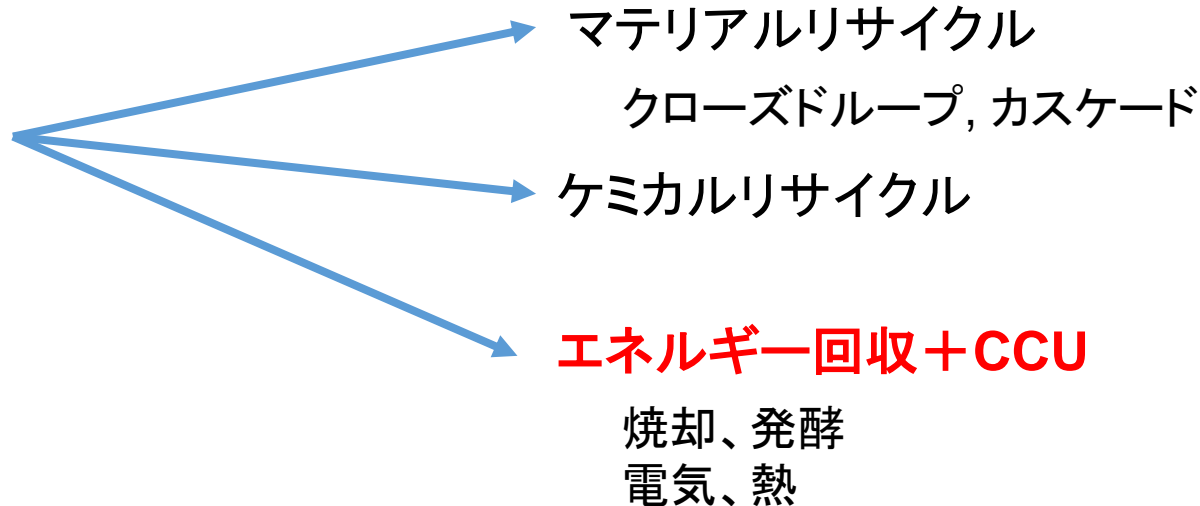 マテリアルリサイクル
クローズドループ, カスケード
ケミカルリサイクル
エネルギー回収＋CCU
焼却、発酵
電気、熱